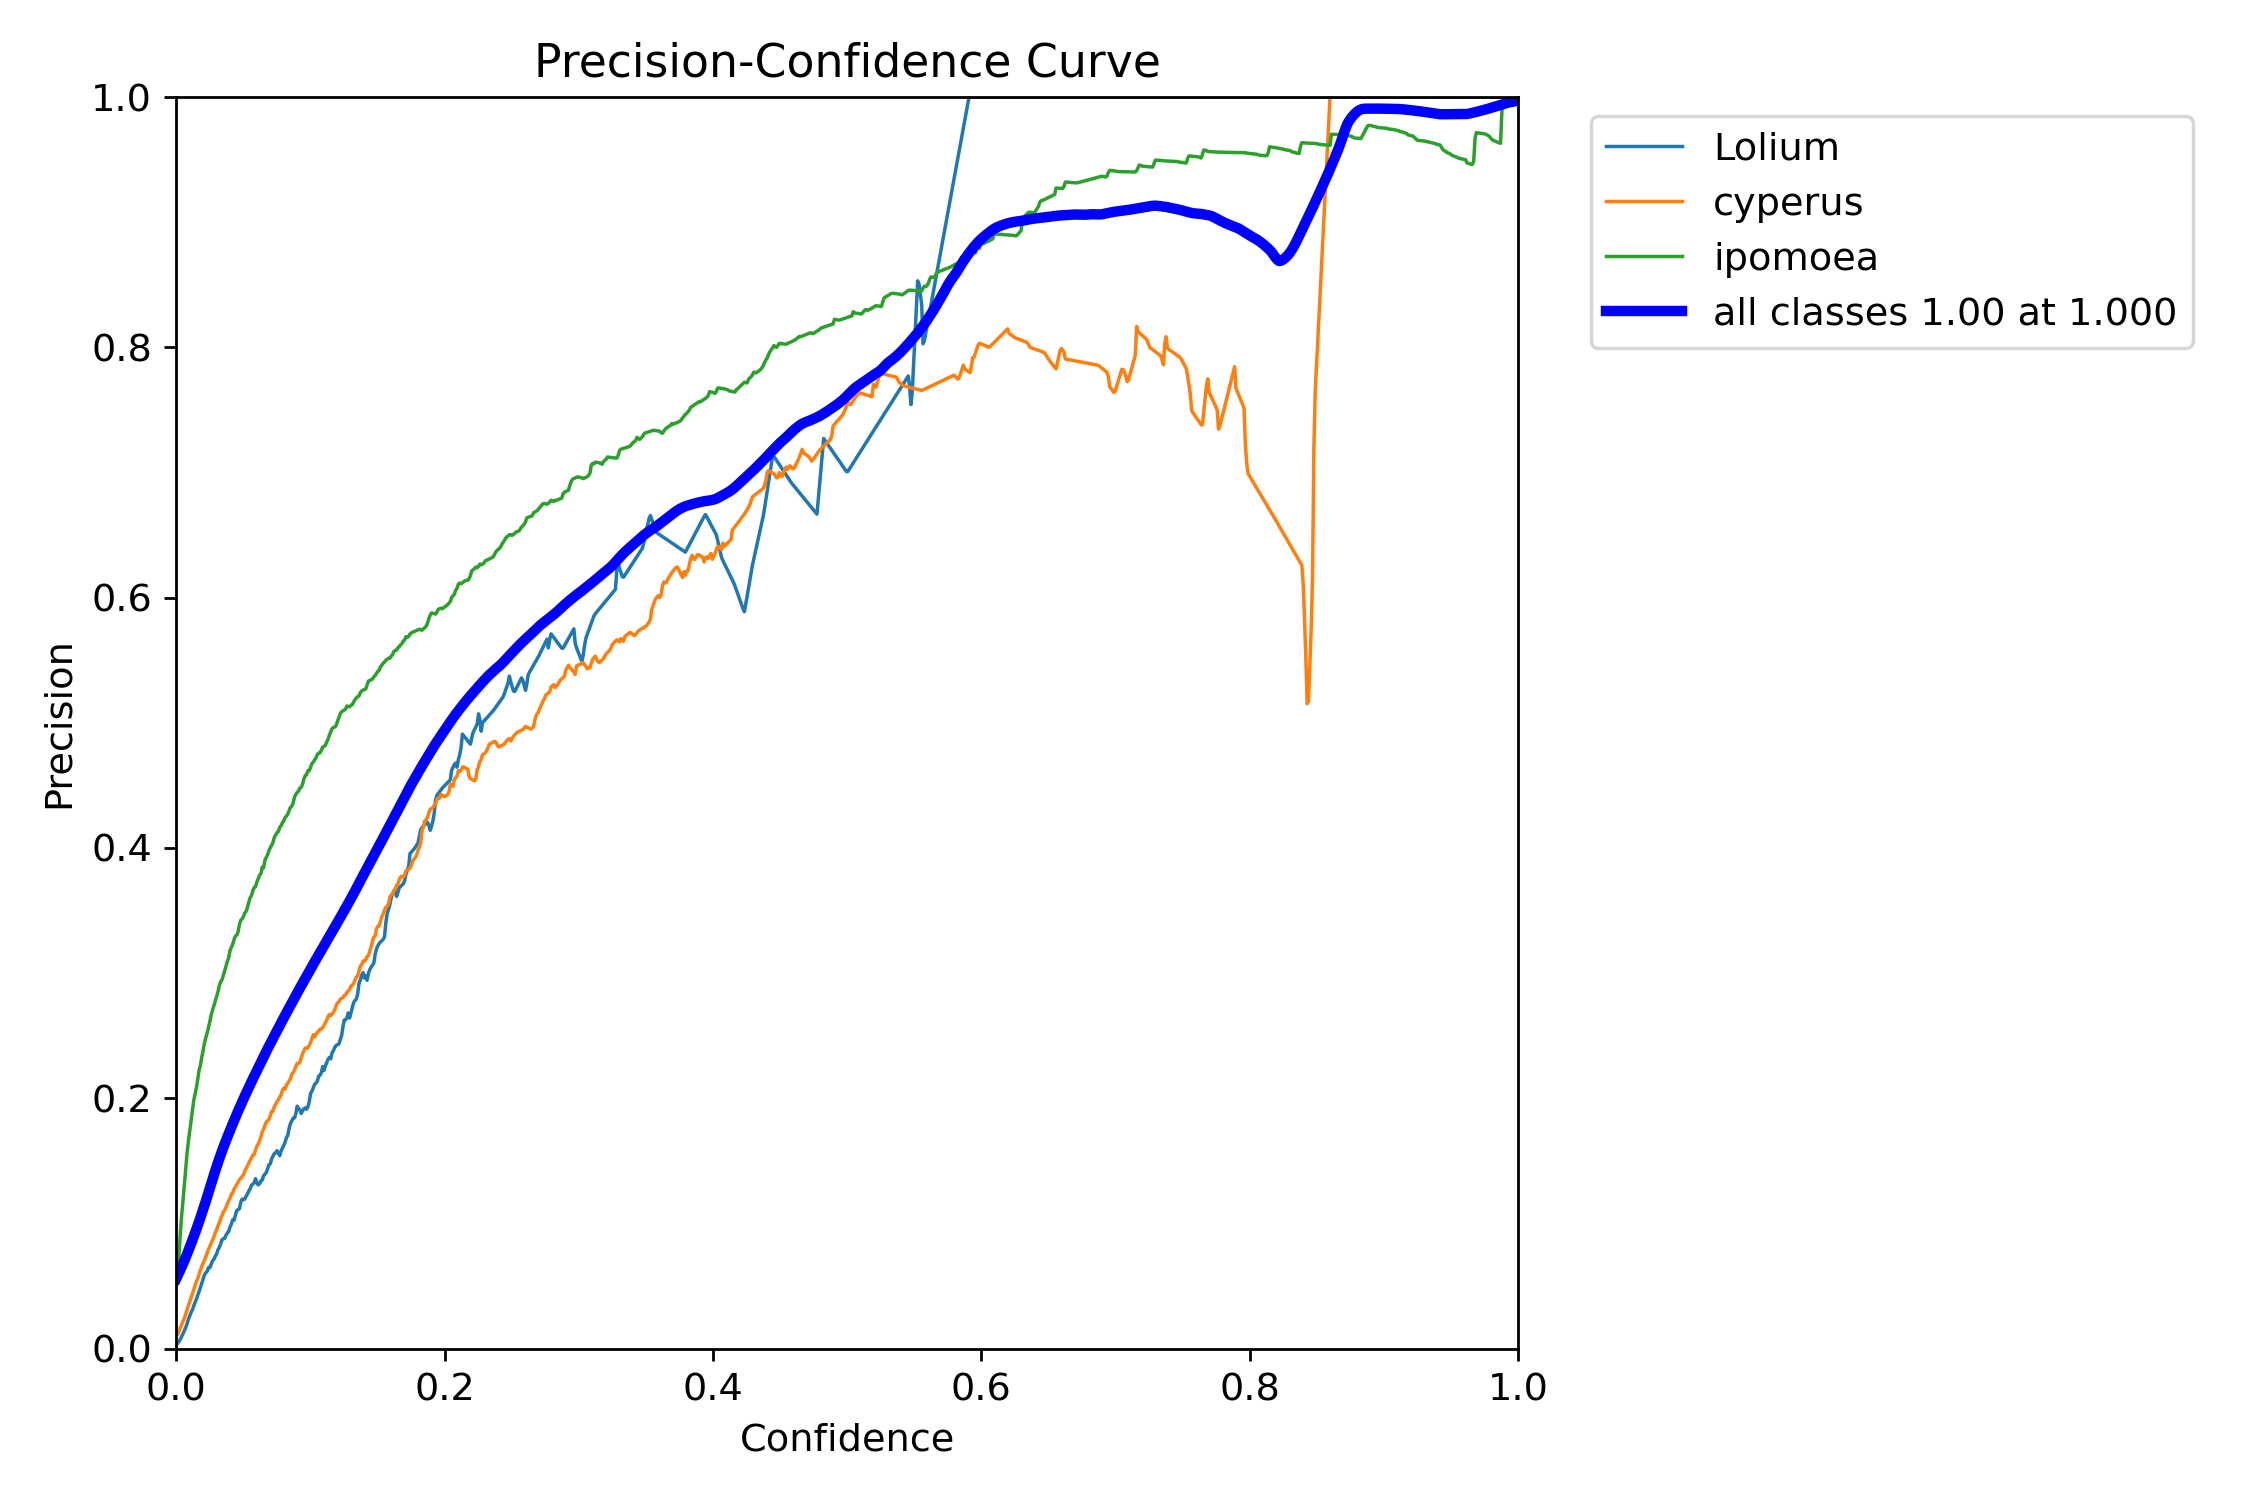 Precision-Confidence Curve
1.0
0.8
0.6
0.4
0.2
0.0
Precision
0.0 0.2 0.4 0.6 0.8 1.0
Confidence
Lolium
cyperus
ipomoea
all classes 1.00 at 1.000